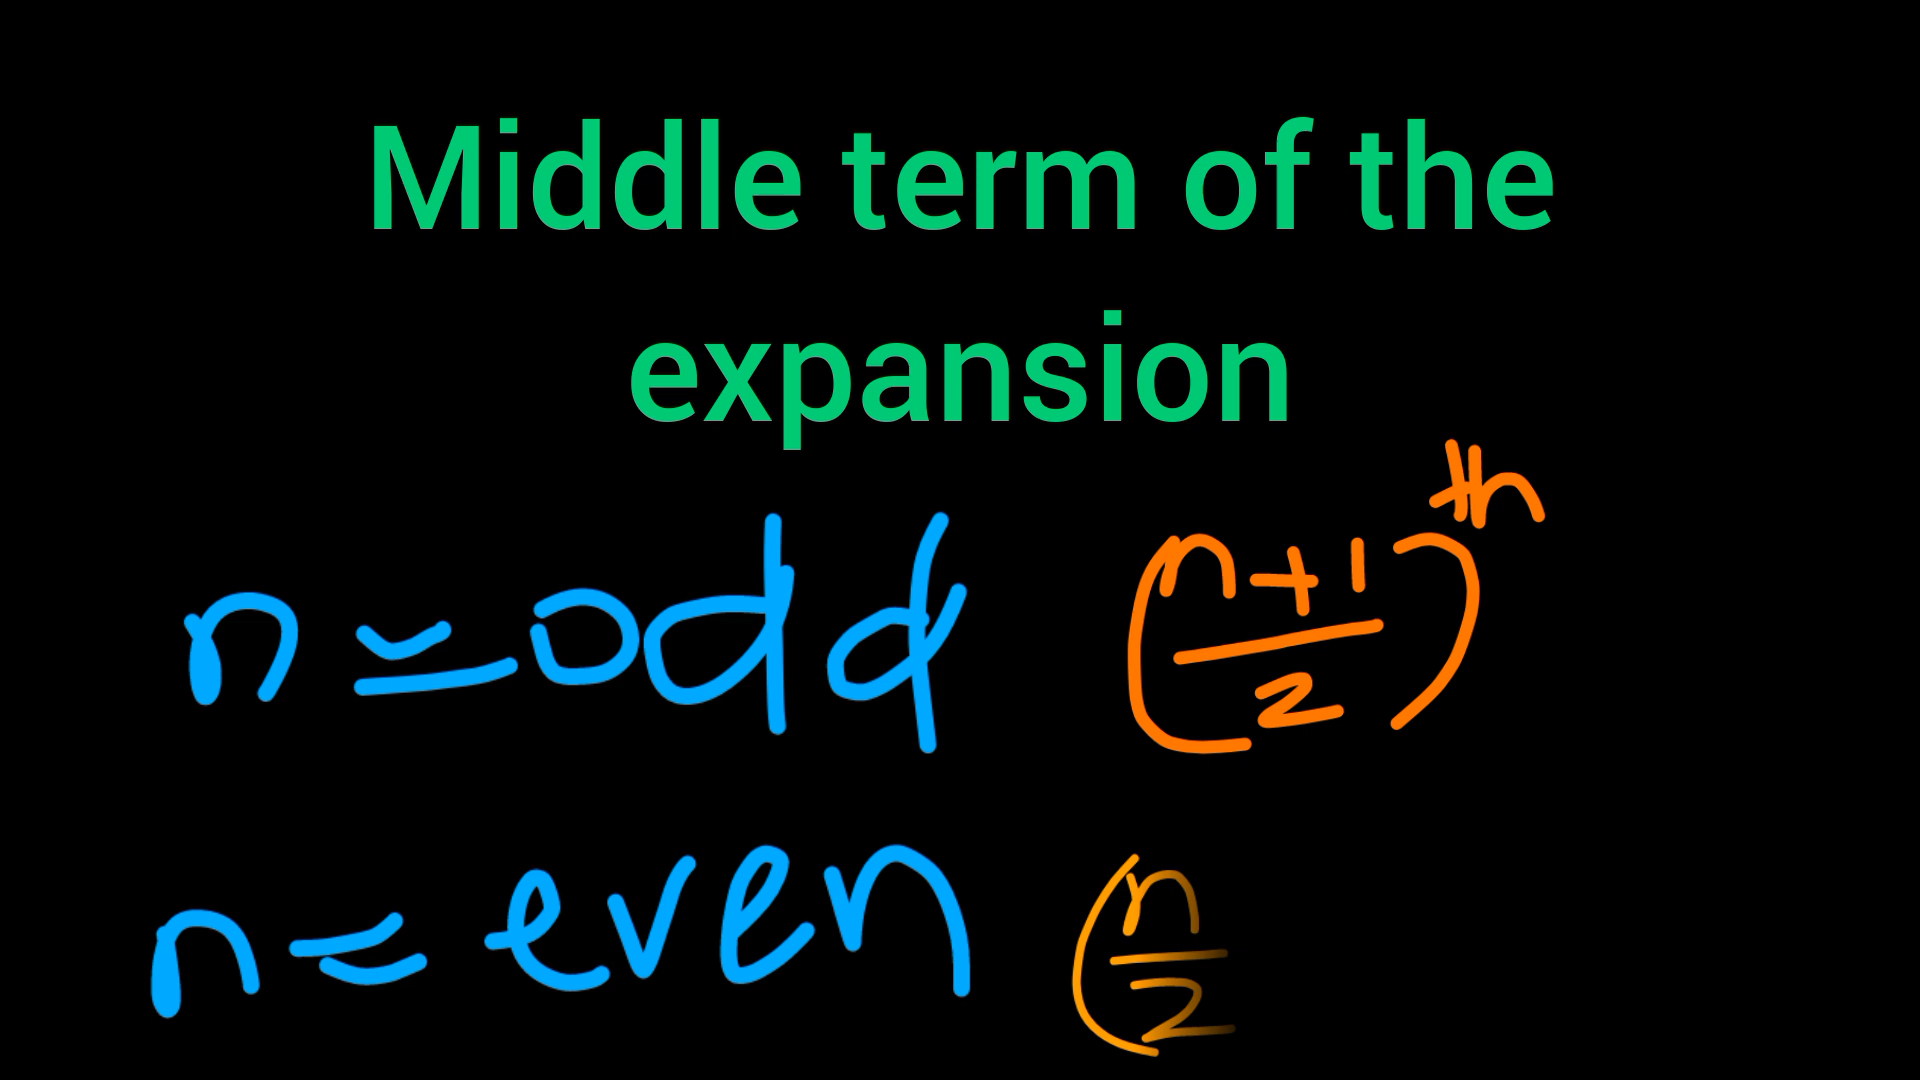 Middle term of the
expansion
n = odd (n+1/2)th
n = even (n/2